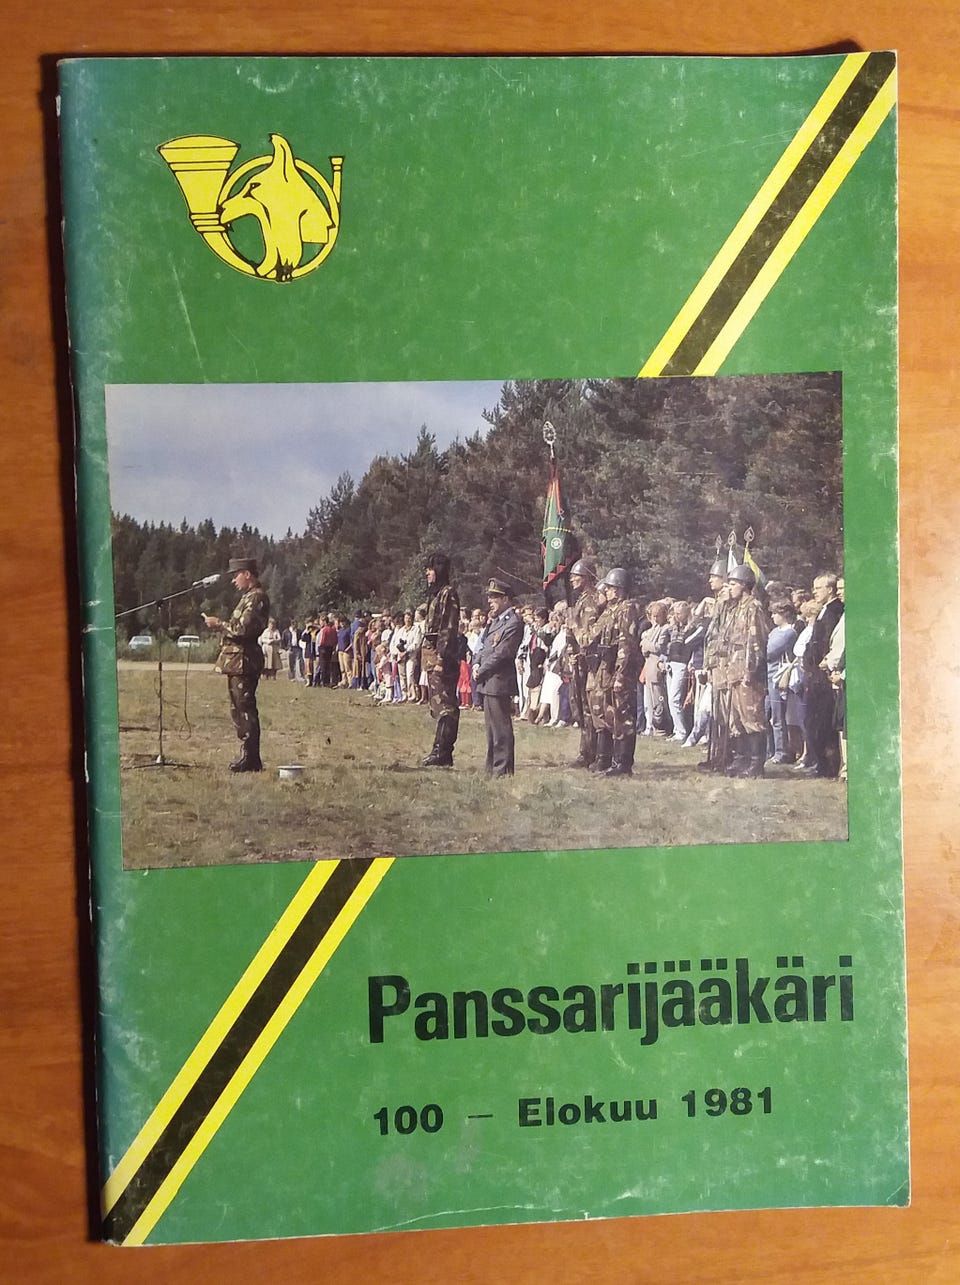 Panssarijääkäri
100 – Elokuu 1981